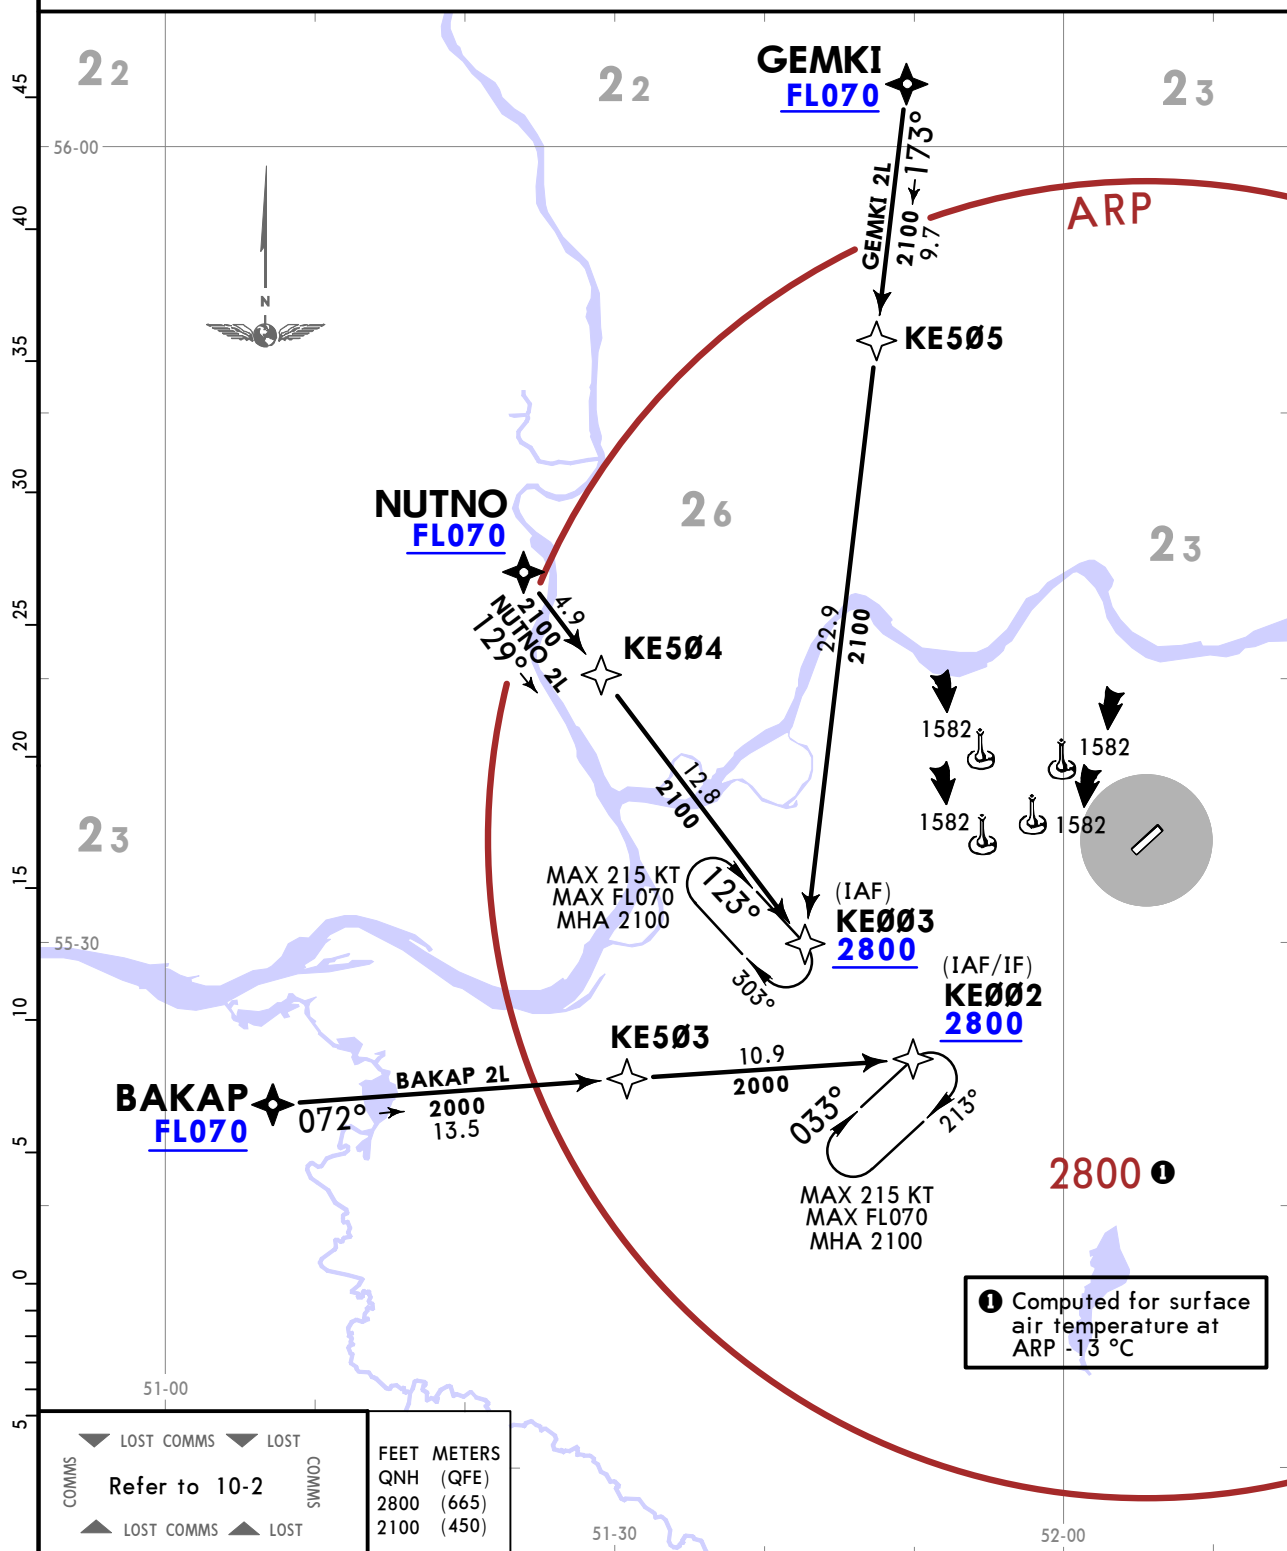 GEMKI
FL070
22
22
23
45
56-00
173°
GEMKI 2L
2100
9.7
ARP
40
N
35
KE5Ø5
30
NUTNO
FL070
26
23
25
4.9
2100
NUTNO 2L
129°
KE5Ø4
22.9
2100
20
1582
1582
1582
1582
12.8
2100
23
15
MAX 215 KT
MAX FL070
MHA 2100
123°
303°
(IAF)
KEØØ3
2800
55-30
(IAF/IF)
KEØØ2
2800
10
KE5Ø3
10.9
2000
BAKAP
FL070
BAKAP 2L
072°
2000
13.5
033°
213°
5
MAX 215 KT
MAX FL070
MHA 2100
2800 1
0
1 Computed for surface
air temperature at
ARP -13 °C
51-00
5
LOST COMMS LOST
COMMS
Refer to 10-2
COMMS
LOST COMMS LOST
FEET METERS
QNH (QFE)
2800 (665)
2100 (450)
51-30
52-00